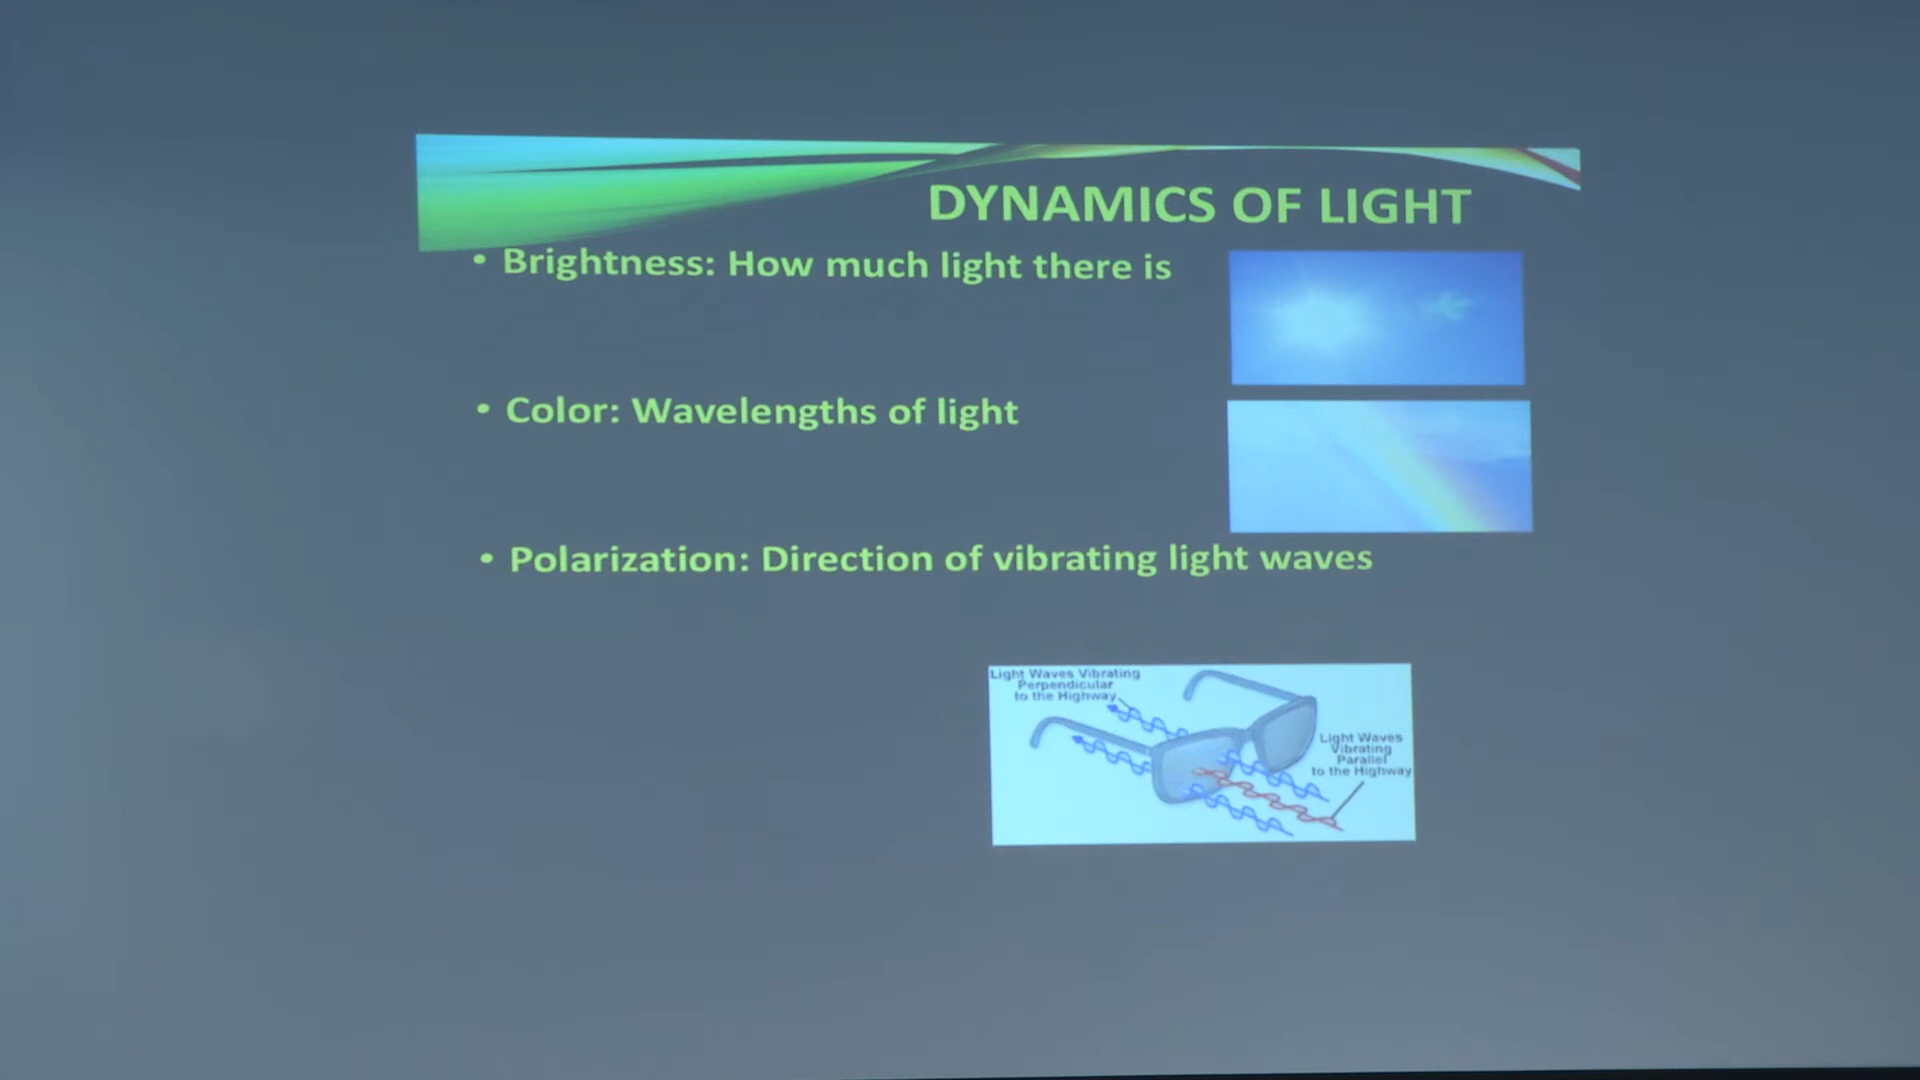 DYNAMICS OF LIGHT
• Brightness: How much light there is
• Color: Wavelengths of light
• Polarization: Direction of vibrating light waves
Light Waves Vibrating
Perpendicular
to the Highway
Light Waves
Vibrating
Parallel
to the Highway